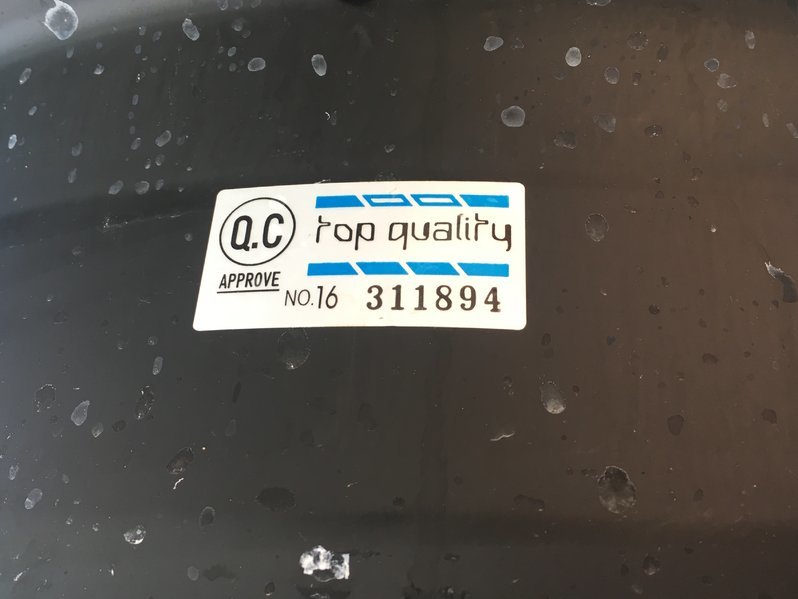 Q.C top quality
APPROVE
NO.16 311894